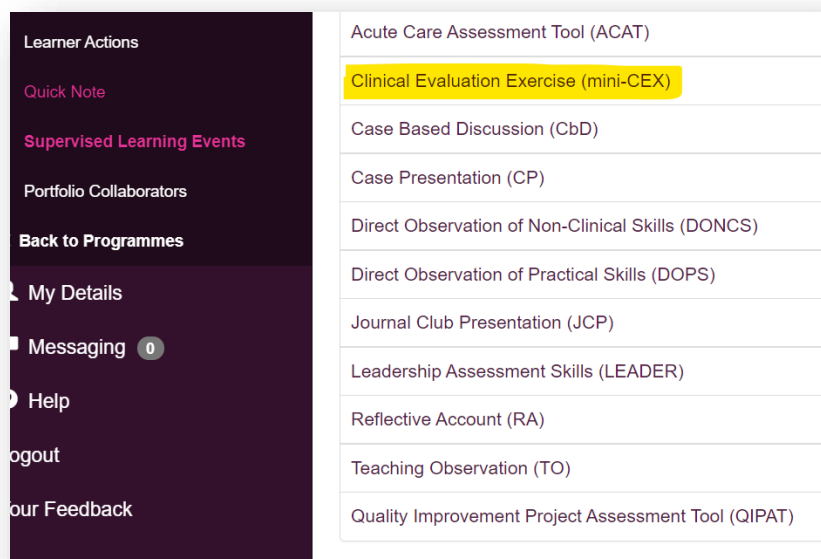 Learner Actions
Quick Note
Supervised Learning Events
Portfolio Collaborators
Back to Programmes
My Details
Messaging 0
Help
ogout
our Feedback
Acute Care Assessment Tool (ACAT)
Clinical Evaluation Exercise (mini-CEX)
Case Based Discussion (CbD)
Case Presentation (CP)
Direct Observation of Non-Clinical Skills (DONCS)
Direct Observation of Practical Skills (DOPS)
Journal Club Presentation (JCP)
Leadership Assessment Skills (LEADER)
Reflective Account (RA)
Teaching Observation (TO)
Quality Improvement Project Assessment Tool (QIPAT)